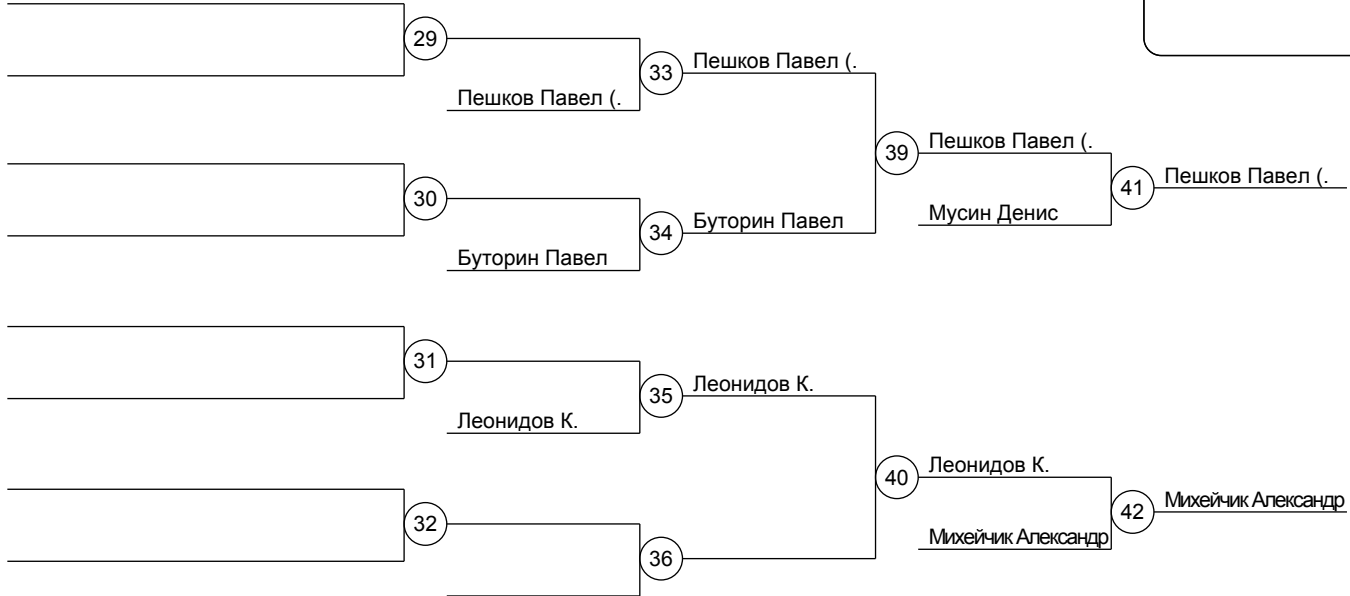 29
33
Пешков Павел (.
Пешков Павел (.
39
Пешков Павел (.
41
Пешков Павел (.
30
34
Буторин Павел
Мусин Денис
Буторин Павел
31
35
Леонидов К.
Леонидов К.
40
Леонидов К.
42
Михейчик Александр
32
36
Михейчик Александр